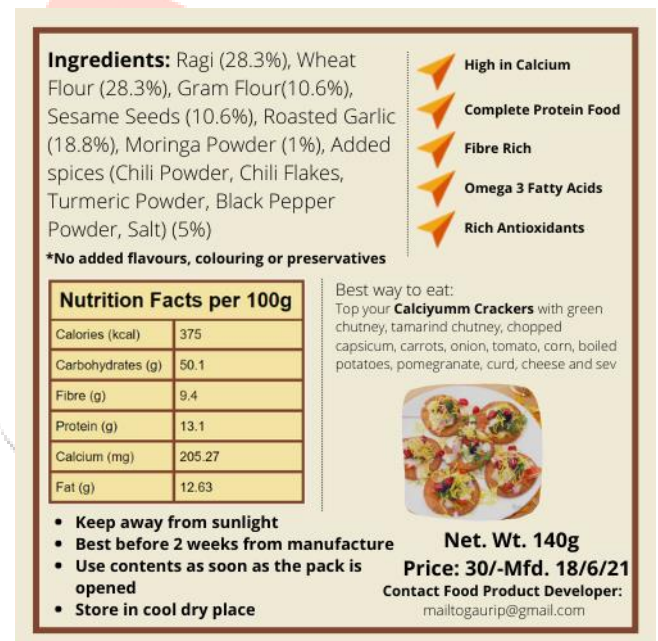 Ingredients: Ragi (28.3%), Wheat
Flour (28.3%), Gram Flour(10.6%),
Sesame Seeds (10.6%), Roasted Garlic
(18.8%), Moringa Powder (1%), Added
spices (Chili Powder, Chili Flakes,
Turmeric Powder, Black Pepper
Powder, Salt) (5%)
*No added flavours, colouring or preservatives
High in Calcium
Complete Protein Food
Fibre Rich
Omega 3 Fatty Acids
Rich Antioxidants
Nutrition Facts per 100g
Calories (kcal) 375
Carbohydrates (g) 50.1
Fibre (g) 9.4
Protein (g) 13.1
Calcium (mg) 205.27
Fat (g) 12.63
Best way to eat:
Top your Calciyumm Crackers with green
chutney, tamarind chutney, chopped
capsicum, carrots, onion, tomato, corn, boiled
potatoes, pomegranate, curd, cheese and sev
• Keep away from sunlight
• Best before 2 weeks from manufacture
• Use contents as soon as the pack is
opened
• Store in cool dry place
Net. Wt. 140g
Price: 30/-Mfd. 18/6/21
Contact Food Product Developer:
mailtogaurip@gmail.com